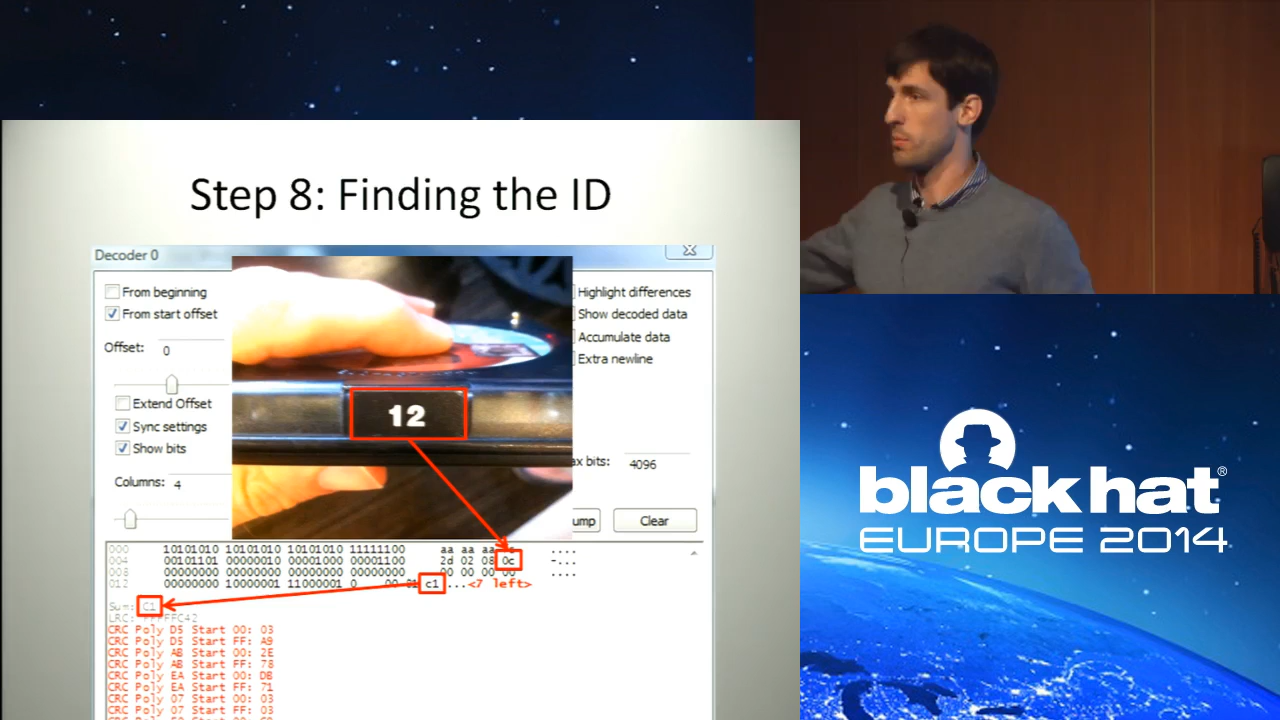 Step 8: Finding the ID
Decoder 0
From beginning
From start offset
Offset: 0
Extend Offset
Sync settings
Show bits
Columns: 4
12
Highlight differences
Show decoded data
Accumulate data
Extra newline
bits: 4096
Clear
000 10101010 10101010 10101010 11111100 aa aa aa ....
004 00101101 00000010 00001000 00001100 2d 02 08 0c -...
008 00000000 00000000 00000000 00000000 00 00 00 00 ....
012 00000000 10000001 11000001 0 00 81 c1 ...<7 left>
Sum: C1
CRC Poly D5 Start 00: 03
CRC Poly D5 Start FF: A9
CRC Poly AB Start 00: 2E
CRC Poly AB Start FF: 78
CRC Poly EA Start 00: DB
CRC Poly EA Start FF: 71
CRC Poly 07 Start 00: 03
CRC Poly 07 Start FF: 03
black hat®
EUROPE 2014